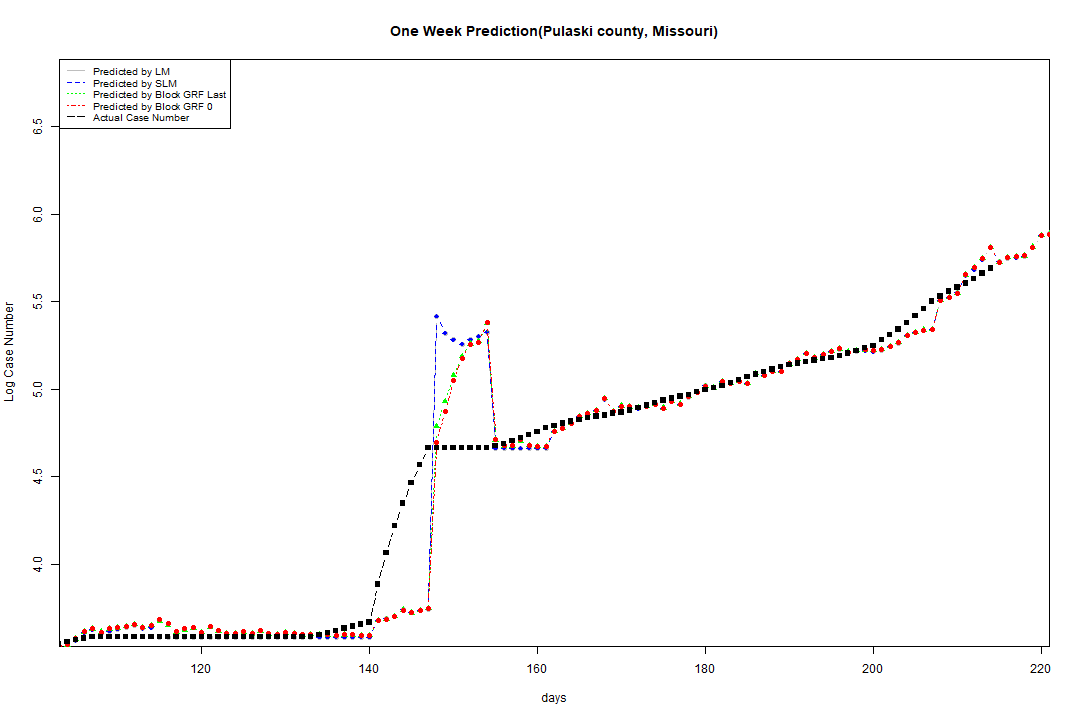 One Week Prediction(Pulaski county, Missouri)
Predicted by LM
Predicted by SLM
Predicted by Block GRF Last
Predicted by Block GRF 0
Actual Case Number
6.5
6.0
5.5
5.0
4.5
4.0
Log Case Number
120 140 160 180 200 220
days